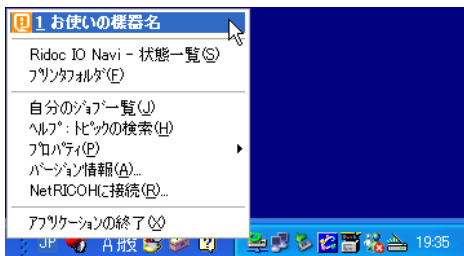 1 お使いの機器名
Ridoc IO Navi - 状態一覧(S)
プリンタフォルダ(F)
自分のジョブ一覧(J)
ヘルプ:トピックの検索(H)
プロパティ(P)
バージョン情報(A)...
NetRICOHに接続(R)...
アプリケーションの終了(X)
JP A般 19:35